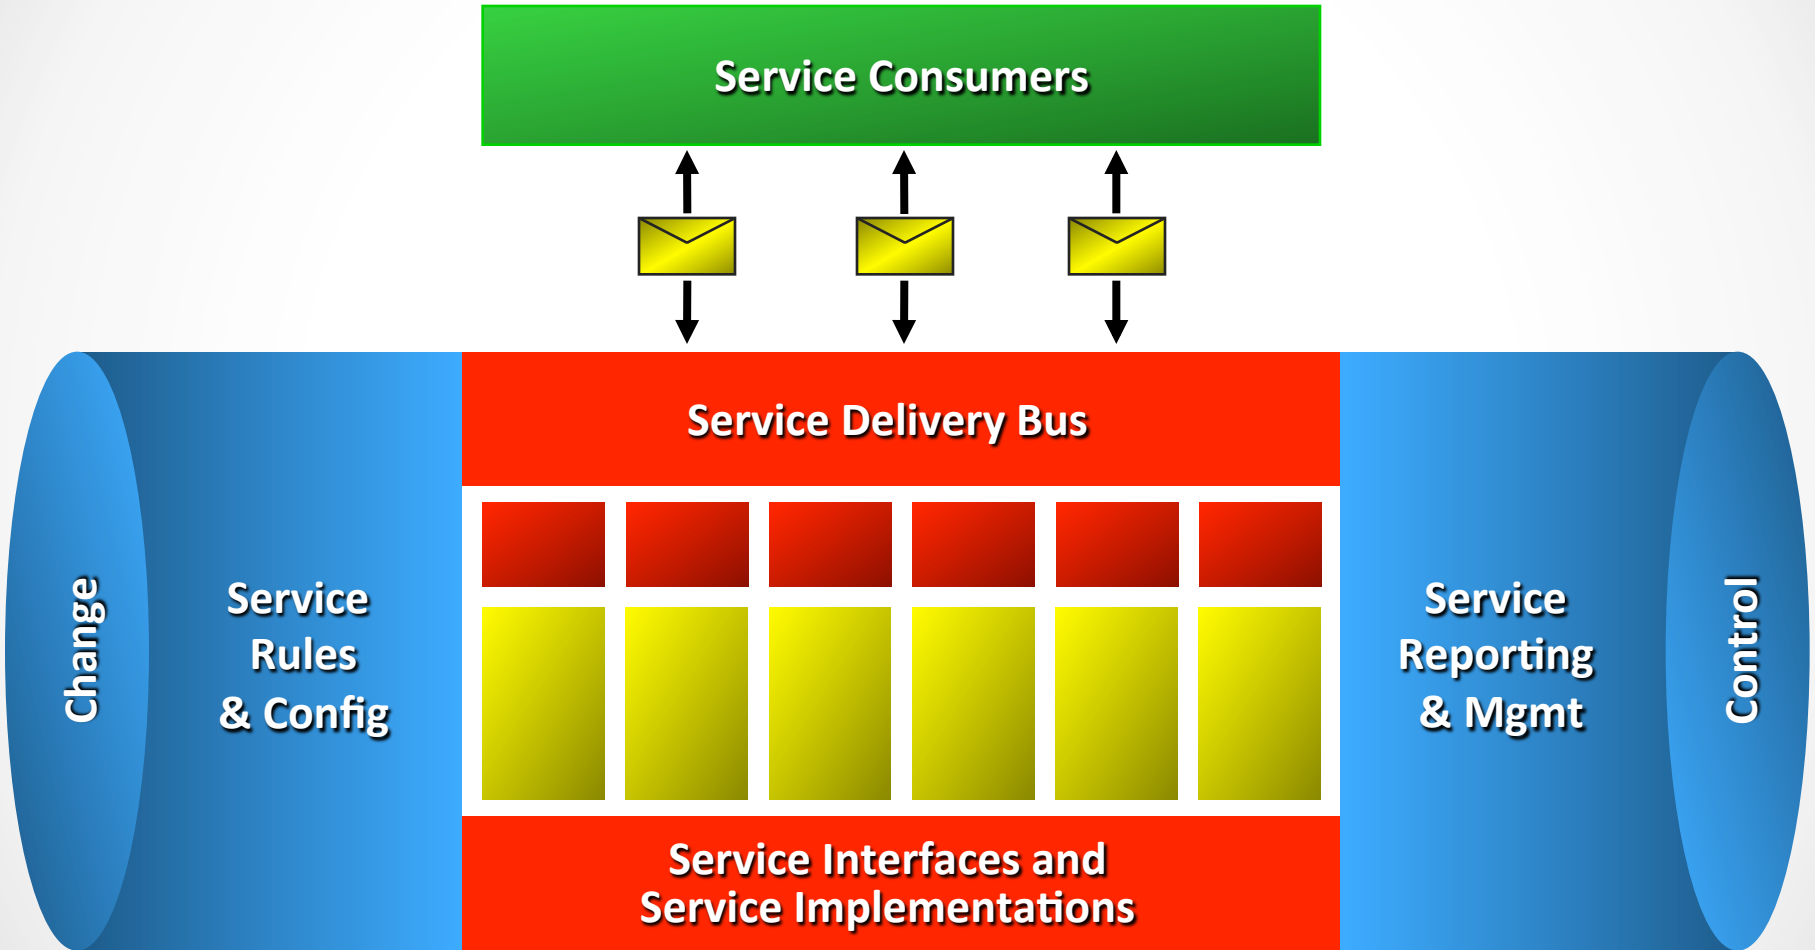 Service Consumers
Service Delivery Bus
Change
Service
Rules
& Config
Service
Reporting
& Mgmt
Control
Service Interfaces and
Service Implementations